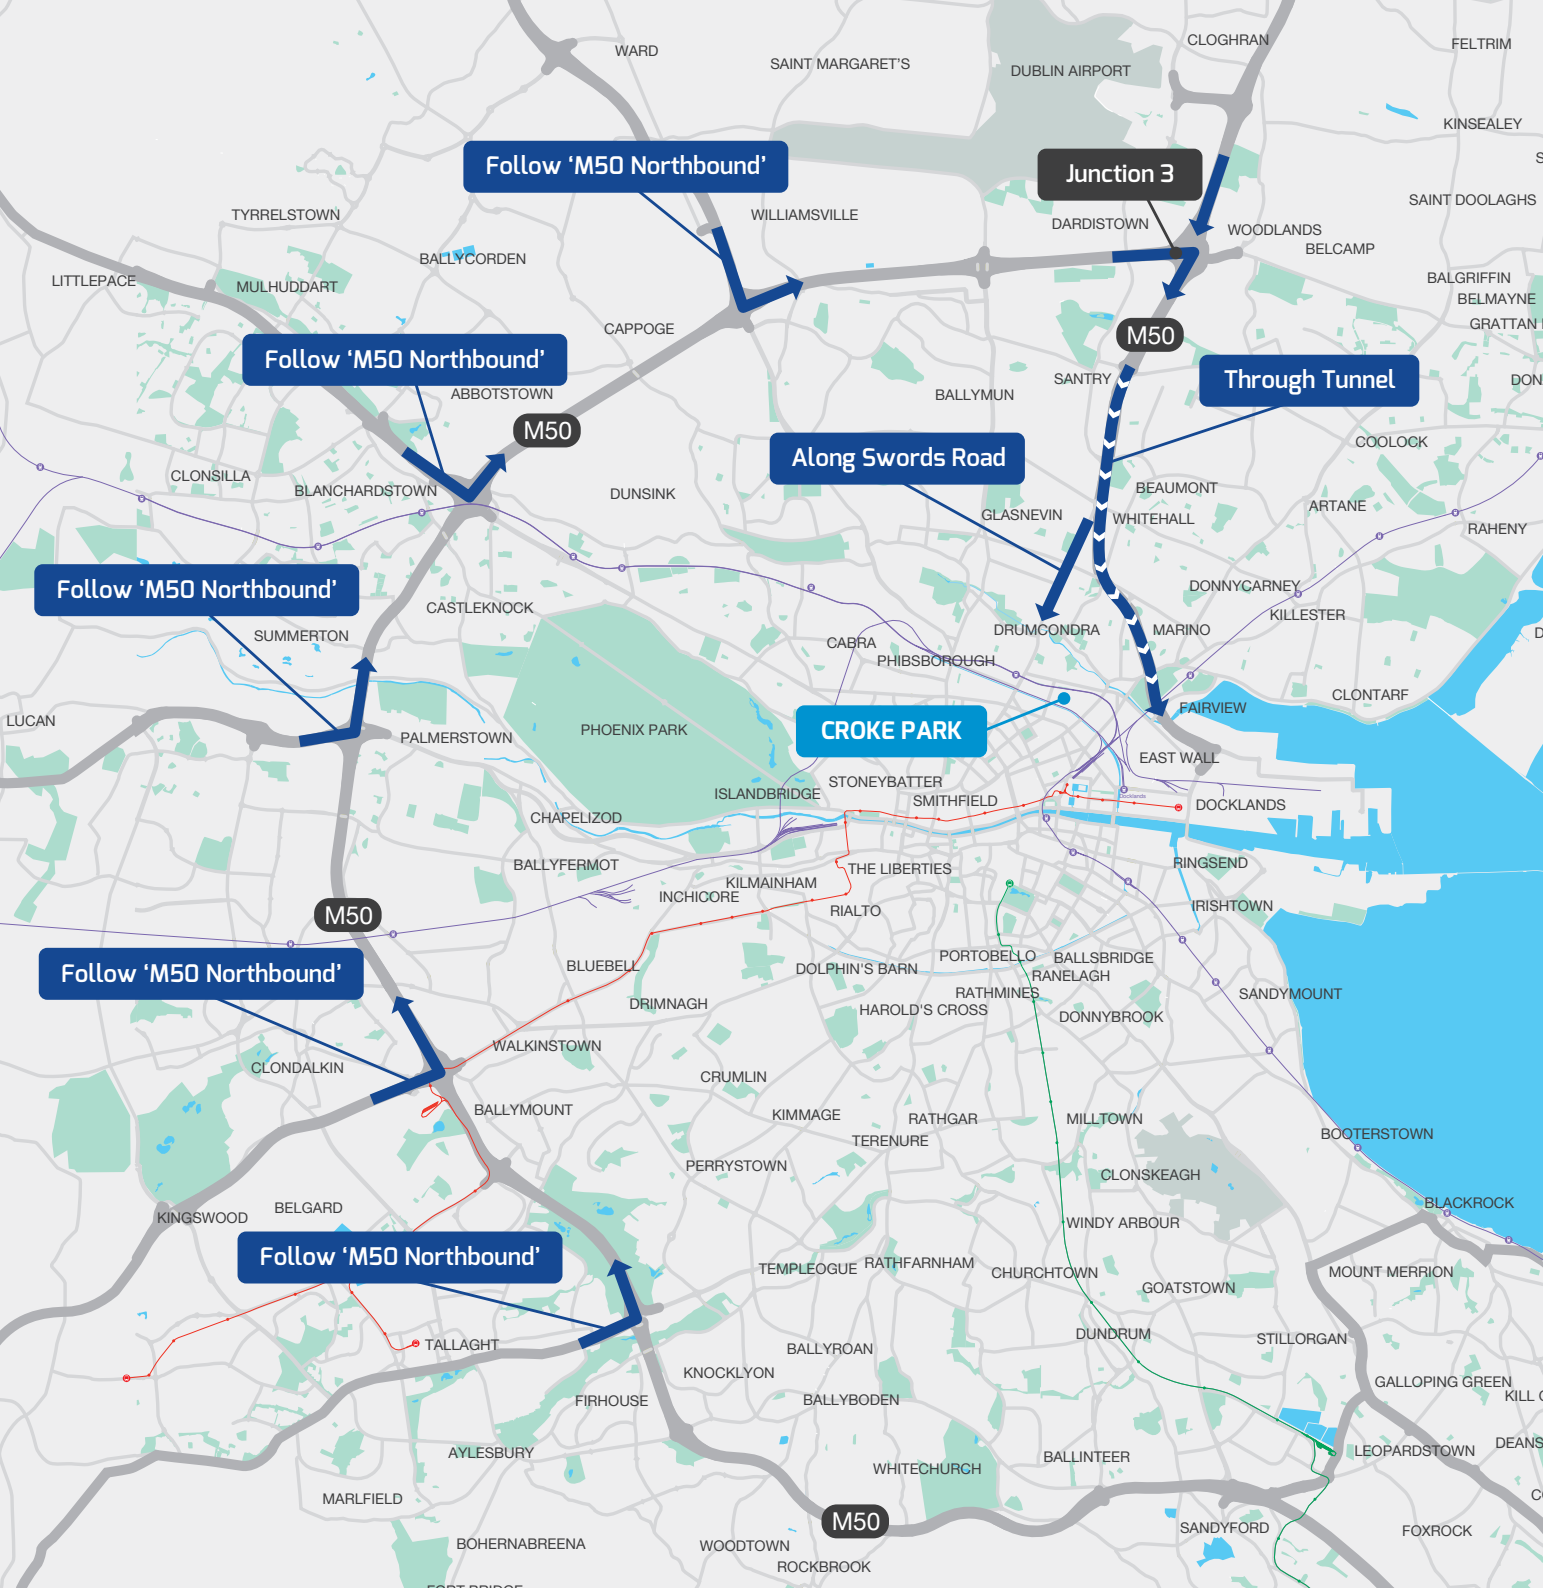 CLOGHRAN
FELTRIM
WARD
SAINT MARGARET'S
DUBLIN AIRPORT
KINSEALEY
Follow ‘M50 Northbound’
Junction 3
SAINT DOOLAGHS
TYRRELSTOWN
WILLIAMSVILLE
DARDISTOWN
WOODLANDS
BELCAMP
BALLYCORDEN
LITTLEPACE
MULHUDDART
BALGRIFFIN
BELMAYNE
GRATTAN
CAPPOGE
M50
Follow ‘M50 Northbound’
SANTRY
Through Tunnel
DON
ABBOTSTOWN
BALLYMUN
M50
COOLOCK
Along Swords Road
CLONSILLA
BLANCHARDSTOWN
DUNSINK
BEAUMONT
ARTANE
GLASNEVIN
WHITEHALL
RAHENY
Follow ‘M50 Northbound’
DONNYCARNEY
CASTLEKNOCK
KILLESTER
SUMMERTON
DRUMCONDRA
MARINO
CABRA
PHIBSBOROUGH
CLONTARF
LUCAN
FAIRVIEW
PHOENIX PARK
CROKE PARK
PALMERSTOWN
EAST WALL
STONEYBATTER
ISLANDBRIDGE
SMITHFIELD
Docklands
DOCKLANDS
CHAPELIZOD
BALLYFERMOT
THE LIBERTIES
RINGSEND
KILMAINHAM
INCHICORE
RIALTO
IRISHTOWN
M50
PORTOBELLO
BALLSBRIDGE
BLUEBELL
DOLPHIN'S BARN
RANELAGH
Follow ‘M50 Northbound’
RATHMINES
SANDYMOUNT
DRIMNAGH
HAROLD'S CROSS
DONNYBROOK
WALKINSTOWN
CLONDALKIN
CRUMLIN
BALLYMOUNT
KIMMAGE
RATHGAR
MILLTOWN
TERENURE
BOOTERSTOWN
PERRYSTOWN
CLONSKEAGH
BLACKROCK
BELGARD
KINGSWOOD
WINDY ARBOUR
Follow ‘M50 Northbound’
TEMPLEOGUE
RATHFARNHAM
CHURCHTOWN
MOUNT MERRION
GOATSTOWN
DUNDRUM
STILLORGAN
TALLAGHT
BALLYROAN
KNOCKLYON
GALLOPING GREEN
KILL
FIRHOUSE
BALLYBODEN
AYLESBURY
BALLINTEER
LEOPARDSTOWN
DEANS
WHITECHURCH
MARLFIELD
M50
SANDYFORD
FOXROCK
BOHERNABREENA
WOODTOWN
ROCKBROOK